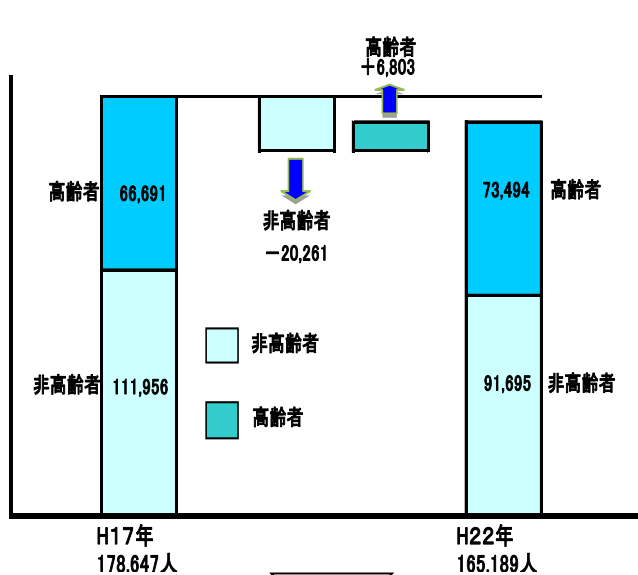 高齢者
＋6,803
高齢者
66,691
73,494
高齢者
非高齢者
－20,261
非高齢者
非高齢者
111,956
91,695
非高齢者
高齢者
H17年
178,647人
H22年
165,189人